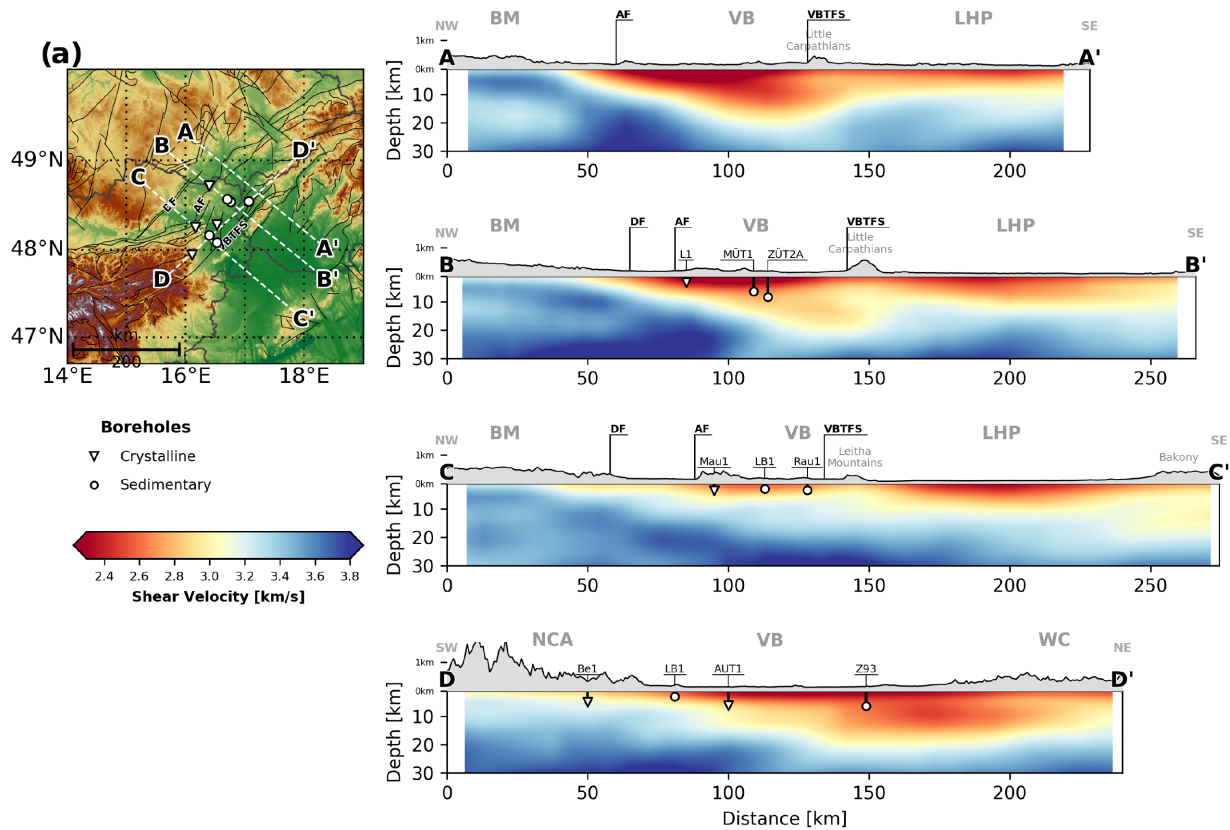 (a)
49°N
48°N
47°N
14°E
16°E
18°E
A
B
C
D
D'
A'
B'
C'
DF
AF
VBTFS
km
200
Boreholes
Crystalline
Sedimentary
2.4
2.6
2.8
3.0
3.2
3.4
3.6
3.8
Shear Velocity [km/s]
NW
BM
AF
VB
VBTFS
LHP
SE
Little
Carpathians
1km
A
A'
0km
10
20
30
Depth [km]
0
50
100
150
200
NW
BM
DF
AF
VB
VBTFS
LHP
SE
L1
MÜT1
ZÜT2A
Little
Carpathians
1km
B
B'
0km
10
20
30
Depth [km]
0
50
100
150
200
250
NW
BM
DF
AF
VB
VBTFS
LHP
SE
Mau1
LB1
Rau1
Leitha
Mountains
Bakony
1km
C
C'
0km
10
20
30
Depth [km]
0
50
100
150
200
250
SW
NCA
VB
WC
NE
Be1
LB1
AUT1
Z93
1km
D
D'
0km
10
20
30
Depth [km]
0
50
100
150
200
Distance [km]